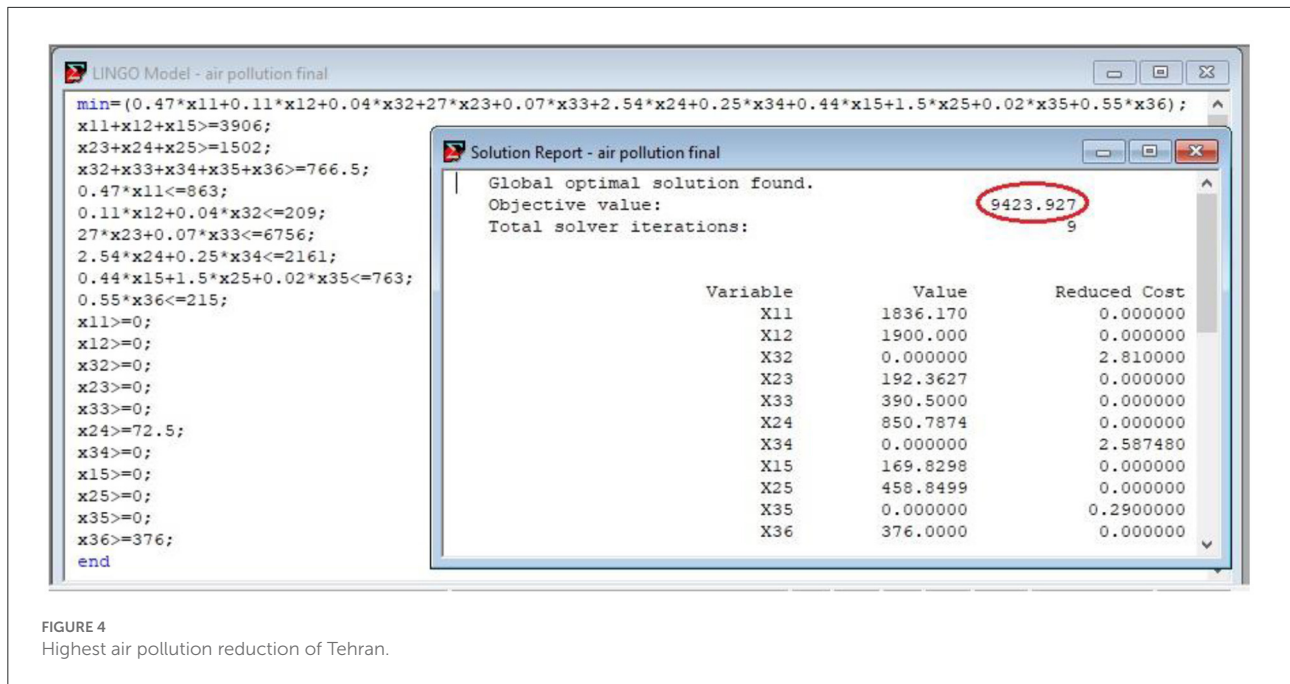 LINGO Model - air pollution final
min=(0.47*x11+0.11*x12+0.04*x32+27*x23+0.07*x33+2.54*x24+0.25*x34+0.44*x15+1.5*x25+0.02*x35+0.55*x36);
x11+x12+x15>=3906;
x23+x24+x25>=1502;
x32+x33+x34+x35+x36>=766.5;
0.47*x11<=863;
0.11*x12+0.04*x32<=209;
27*x23+0.07*x33<=6756;
2.54*x24+0.25*x34<=2161;
0.44*x15+1.5*x25+0.02*x35<=763;
0.55*x36<=215;
x11>=0;
x12>=0;
x32>=0;
x23>=0;
x33>=0;
x24>=72.5;
x34>=0;
x15>=0;
x25>=0;
x35>=0;
x36>=376;
end
Solution Report - air pollution final
Global optimal solution found.
Objective value: 9423.927
Total solver iterations: 9
Variable Value Reduced Cost
X11 1836.170 0.000000
X12 1900.000 0.000000
X32 0.000000 2.810000
X23 192.3627 0.000000
X33 390.5000 0.000000
X24 850.7874 0.000000
X34 0.000000 2.587480
X15 169.8298 0.000000
X25 458.8499 0.000000
X35 0.000000 0.2900000
X36 376.0000 0.000000
FIGURE 4
Highest air pollution reduction of Tehran.